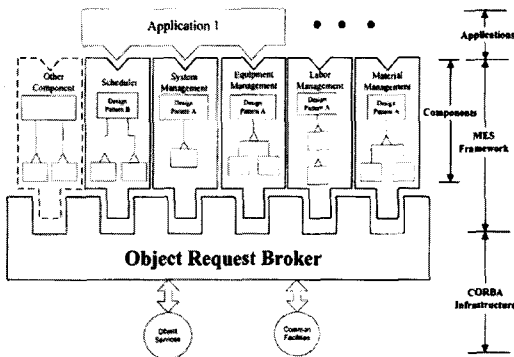 Application 1
Applications
Other
Component
Scheduler
Design
Pattern B
System
Management
Design
Pattern A
Equipment
Management
Design
Pattern A
Labor
Management
Design
Pattern A
Material
Management
Design
Pattern A
Components
MES
Framework
Object Request Broker
CORBA
Infrastructure
Object
Services
Common
Facilities